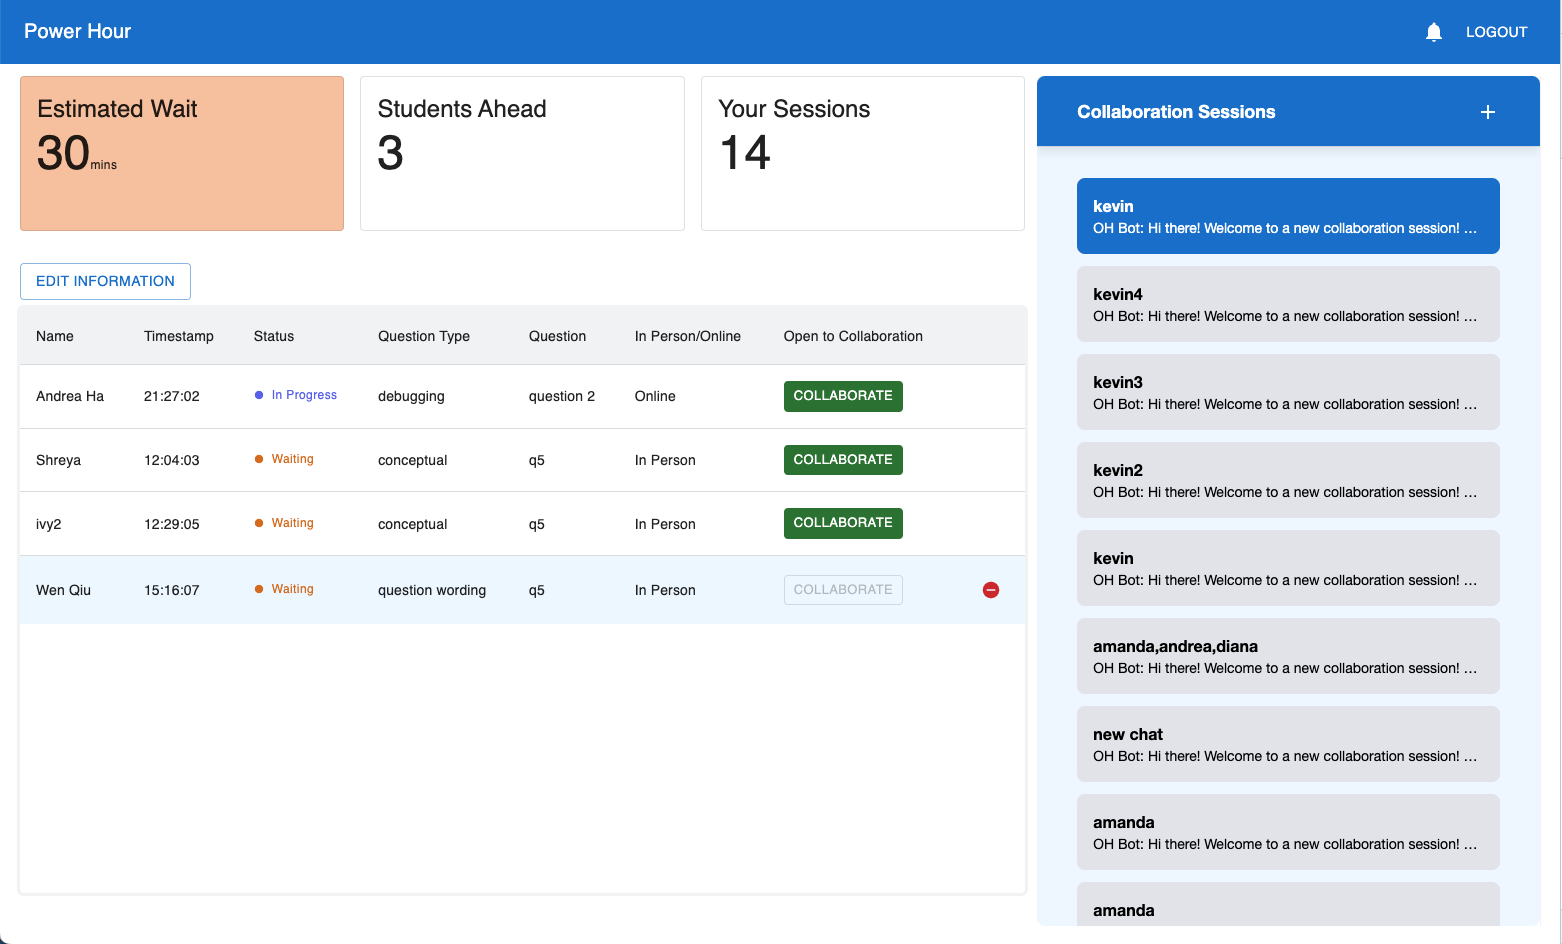 Power Hour
LOGOUT
Estimated Wait
30 mins
Students Ahead
3
Your Sessions
14
EDIT INFORMATION
Name Timestamp Status Question Type Question In Person/Online Open to Collaboration
Andrea Ha 21:27:02 In Progress debugging question 2 Online COLLABORATE
Shreya 12:04:03 Waiting conceptual q5 In Person COLLABORATE
ivy2 12:29:05 Waiting conceptual q5 In Person COLLABORATE
Wen Qiu 15:16:07 Waiting question wording q5 In Person COLLABORATE
Collaboration Sessions
kevin
OH Bot: Hi there! Welcome to a new collaboration session! ...
kevin4
OH Bot: Hi there! Welcome to a new collaboration session! ...
kevin3
OH Bot: Hi there! Welcome to a new collaboration session! ...
kevin2
OH Bot: Hi there! Welcome to a new collaboration session! ...
kevin
OH Bot: Hi there! Welcome to a new collaboration session! ...
amanda,andrea,diana
OH Bot: Hi there! Welcome to a new collaboration session! ...
new chat
OH Bot: Hi there! Welcome to a new collaboration session! ...
amanda
OH Bot: Hi there! Welcome to a new collaboration session! ...
amanda